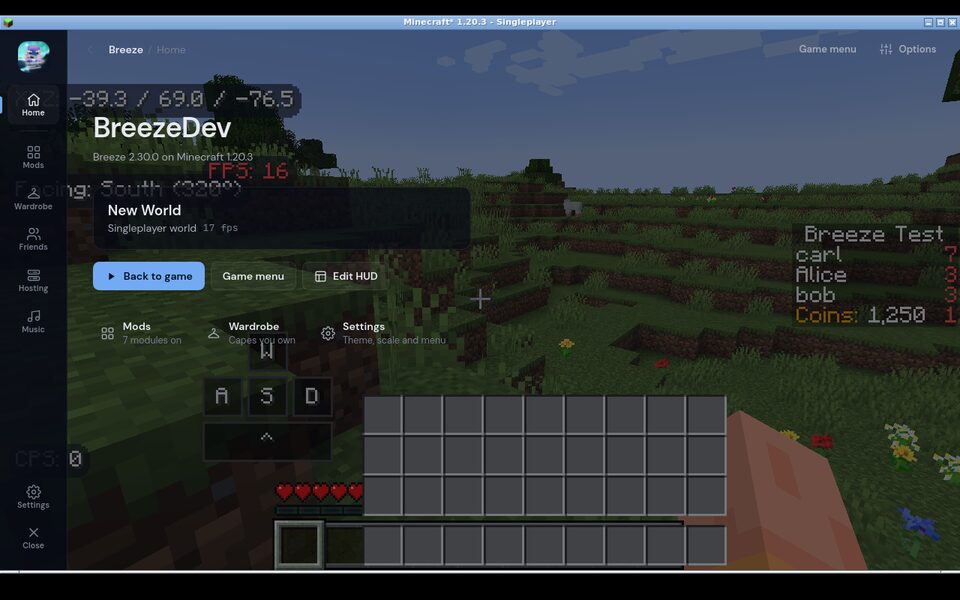 Minecraft* 1.20.3 - Singleplayer
Breeze / Home
Game menu
Options
-39.3 / 69.0 / -76.5
Home
BreezeDev
Breeze 2.30.0 on Minecraft 1.20.3
Mods
FPS: 16
Facing: South (320°)
Wardrobe
New World
Singleplayer world 17 fps
Friends
Breeze Test
carl 7
Alice 3
bob 3
Coins: 1,250 1
Hosting
Back to game
Game menu
Edit HUD
Music
Mods
7 modules on
Wardrobe
Capes you own
Settings
Theme, scale and menu
W
A S D
^
CPS: 0
Settings
Close